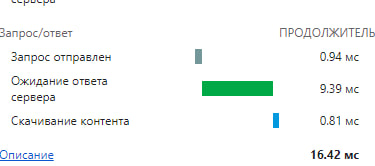 сервера
Запрос/ответ ПРОДОЛЖИТЕЛЬ
Запрос отправлен 0.94 мс
Ожидание ответа
сервера 9.39 мс
Скачивание контента 0.81 мс
Описание 16.42 мс